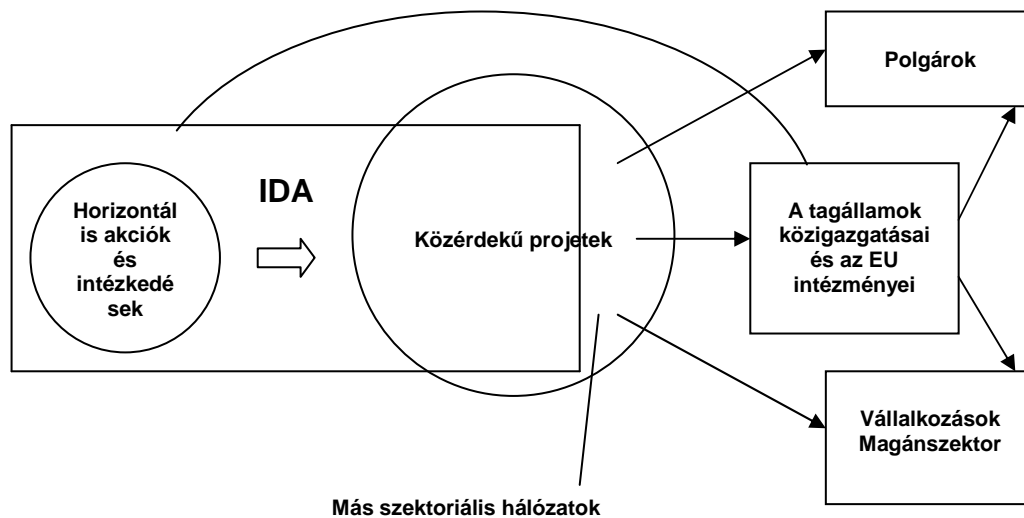 Polgárok
IDA
Horizontál
is akciók
és
intézkedé
sek
Közérdekű projetek
A tagállamok
közigazgatásai
és az EU
intézményei
Vállalkozások
Magánszektor
Más szektoriális hálózatok